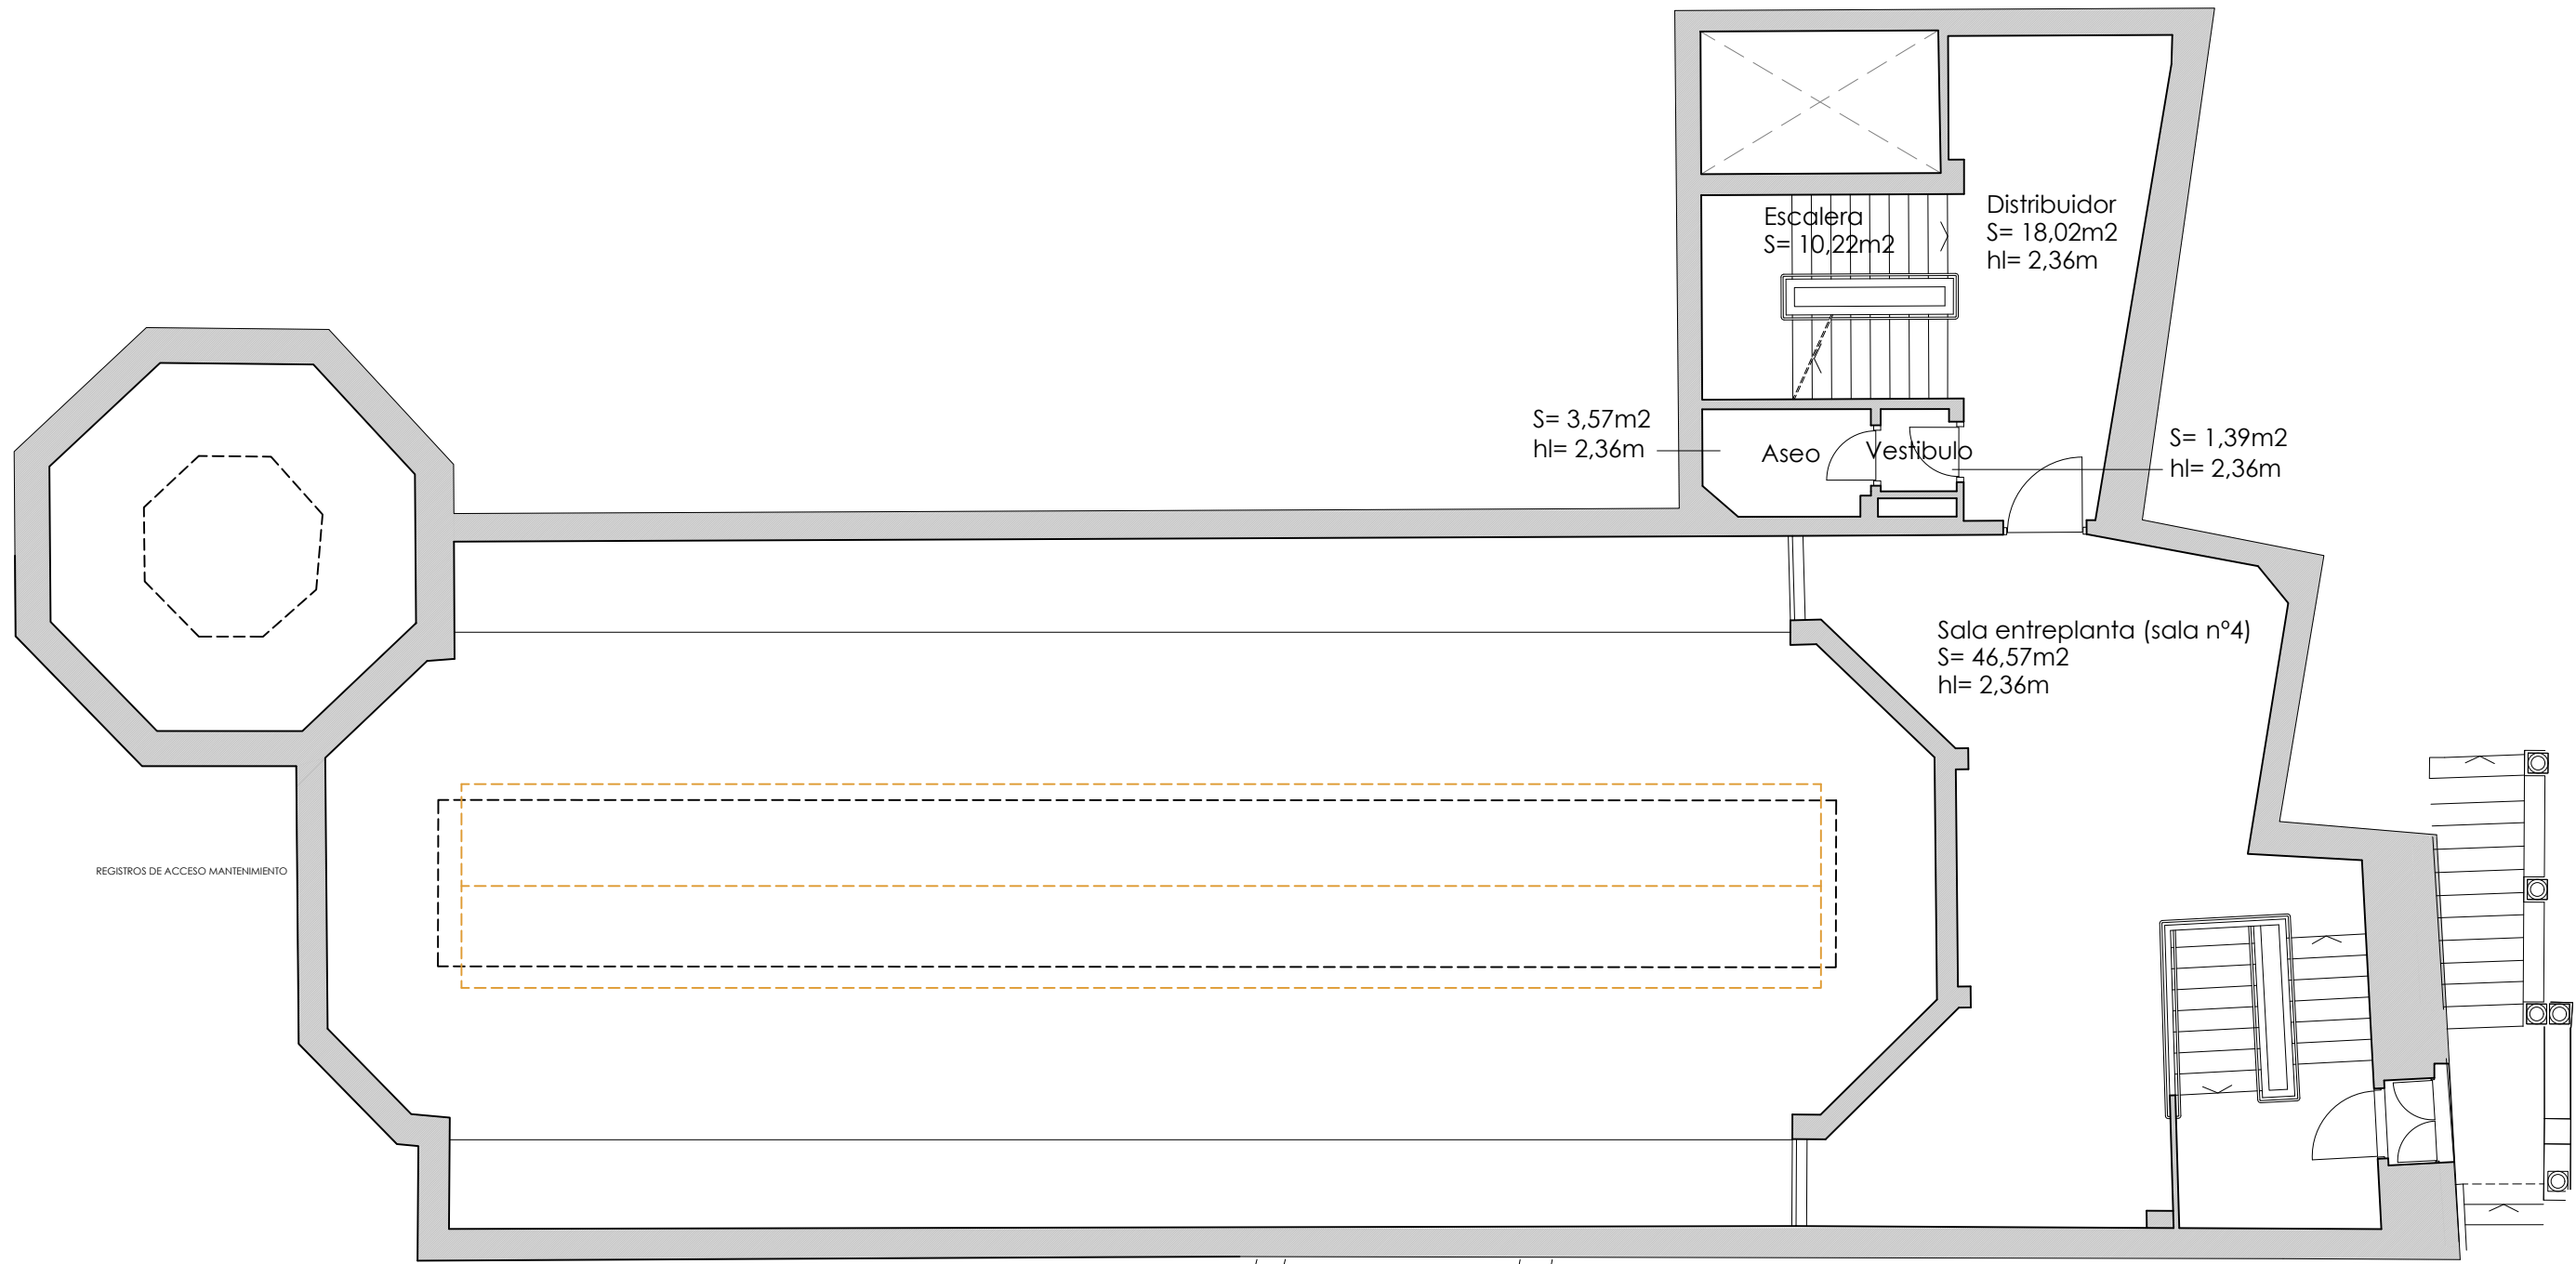 Escalera
S= 10,22m2
Distribuidor
S= 18,02m2
hl= 2,36m
S= 3,57m2
hl= 2,36m
Aseo
Vestibulo
S= 1,39m2
hl= 2,36m
Sala entreplanta (sala nº4)
S= 46,57m2
hl= 2,36m
REGISTROS DE ACCESO MANTENIMIENTO